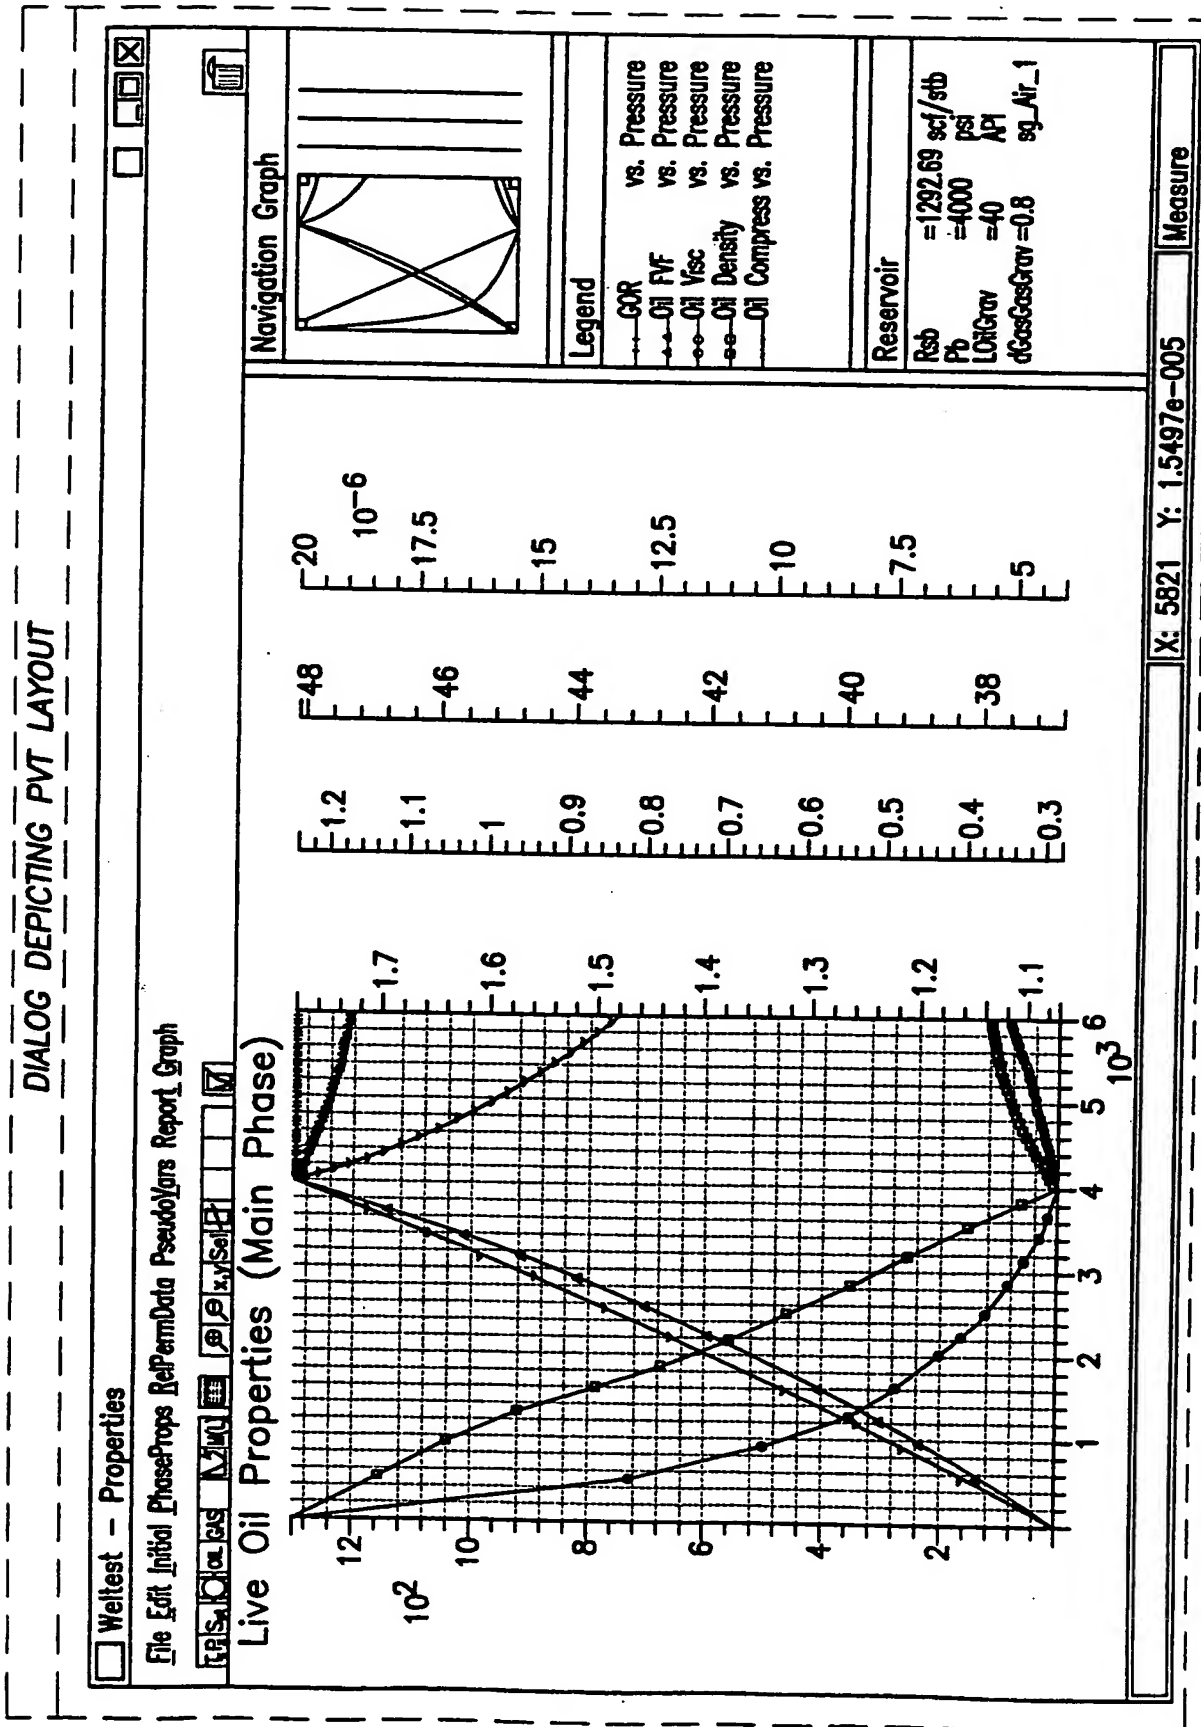 DIALOG DEPICTING PVT LAYOUT
Weltest – Properties
File Edit Initial PhaseProps RelPermData PseudoVars Report Graph
OIL GAS x,y Sel
Live Oil Properties (Main Phase)
12
10
8
6
4
2
10²
1 2 3 4 5 6
10³
1.7
1.6
1.5
1.4
1.3
1.2
1.1
1.2
1.1
1
0.9
0.8
0.7
0.6
0.5
0.4
0.3
48
46
44
42
40
38
20
10⁻⁶
17.5
15
12.5
10
7.5
5
Navigation Graph
Legend
GOR vs. Pressure
Oil FVF vs. Pressure
Oil Visc vs. Pressure
Oil Density vs. Pressure
Oil Compress vs. Pressure
Reservoir
Rsb =1292.69 scf/stb
Pb =4000 psi
LOilGrav =40 API
dGasGasGrav =0.8 sg_Air_1
X: 5821 Y: 1.5497e-005 Measure